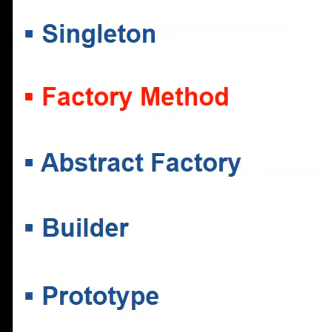 ▪ Singleton
▪ Factory Method
▪ Abstract Factory
▪ Builder
▪ Prototype